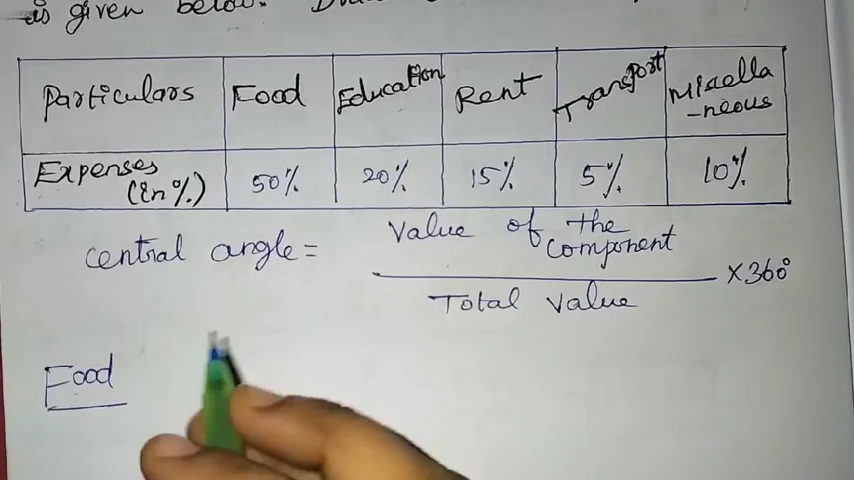 is given below.
Particulars Food Education Rent Transport Miscella
-neous
Expenses
(in %) 50% 20% 15% 5% 10%
central angle = Value of the
component
Total value × 360°
Food